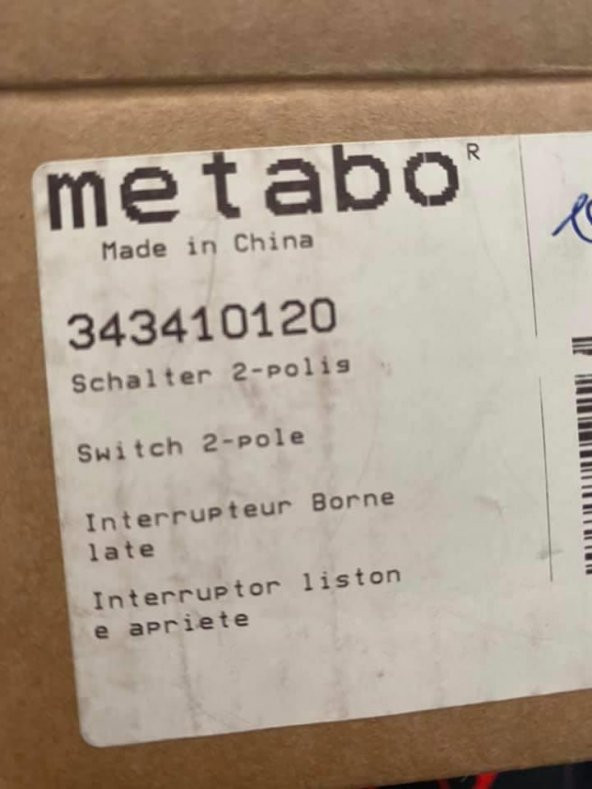 metabo®
Made in China
343410120
Schalter 2-polig
Switch 2-pole
Interrupteur Borne
late
Interruptor liston
e apriete